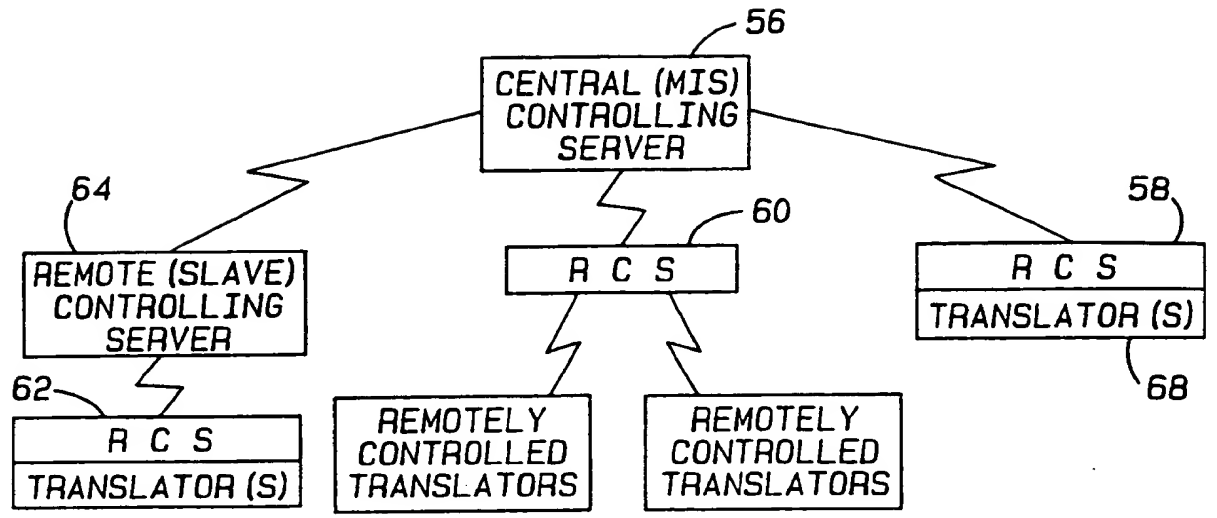 56
CENTRAL (MIS)
CONTROLLING
SERVER
64
REMOTE (SLAVE)
CONTROLLING
SERVER
60
R C S
58
R C S
TRANSLATOR (S)
68
62
R C S
TRANSLATOR (S)
REMOTELY
CONTROLLED
TRANSLATORS
REMOTELY
CONTROLLED
TRANSLATORS